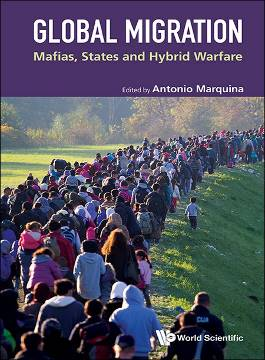 GLOBAL MIGRATION
Mafias, States and Hybrid Warfare
Edited by Antonio Marquina
World Scientific